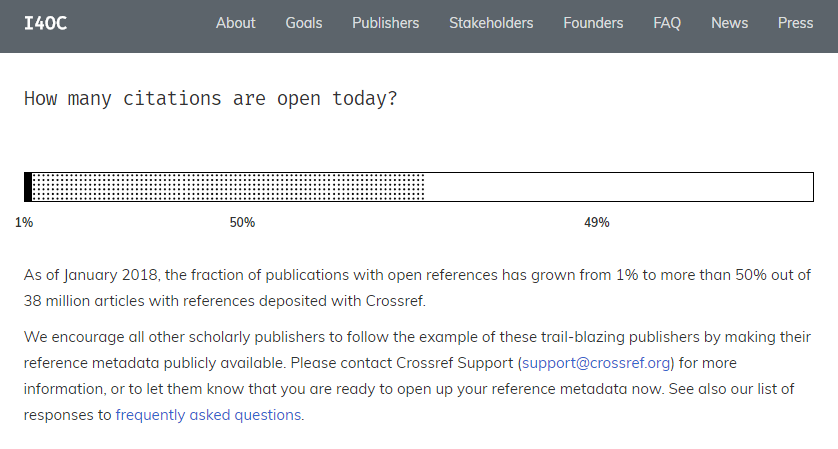 I4OC About Goals Publishers Stakeholders Founders FAQ News Press
How many citations are open today?
1% 50% 49%
As of January 2018, the fraction of publications with open references has grown from 1% to more than 50% out of
38 million articles with references deposited with Crossref.
We encourage all other scholarly publishers to follow the example of these trail-blazing publishers by making their
reference metadata publicly available. Please contact Crossref Support (support@crossref.org) for more
information, or to let them know that you are ready to open up your reference metadata now. See also our list of
responses to frequently asked questions.